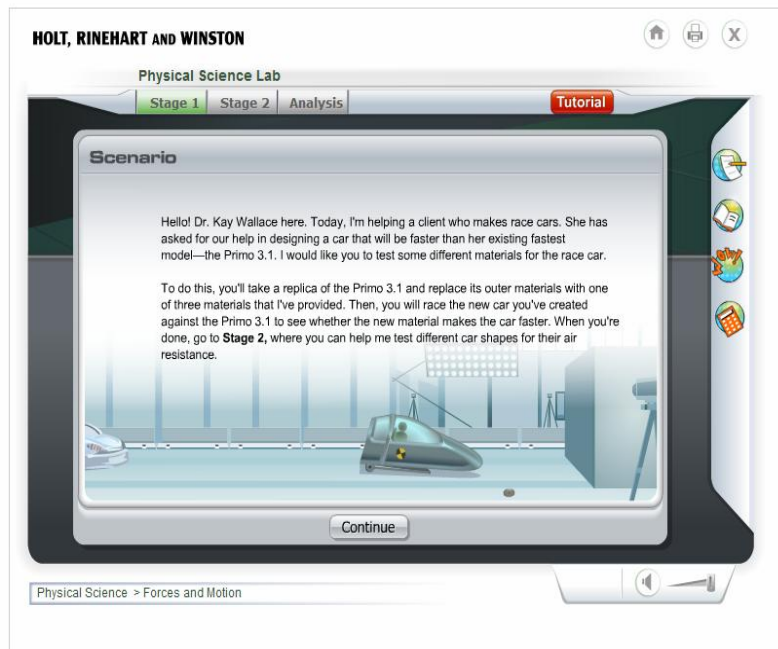 HOLT, RINEHART AND WINSTON
X
Physical Science Lab
Stage 1 Stage 2 Analysis Tutorial
Scenario
Hello! Dr. Kay Wallace here. Today, I'm helping a client who makes race cars. She has
asked for our help in designing a car that will be faster than her existing fastest
model—the Primo 3.1. I would like you to test some different materials for the race car.
To do this, you'll take a replica of the Primo 3.1 and replace its outer materials with one
of three materials that I've provided. Then, you will race the new car you've created
against the Primo 3.1 to see whether the new material makes the car faster. When you're
done, go to Stage 2, where you can help me test different car shapes for their air
resistance.
Continue
Physical Science > Forces and Motion